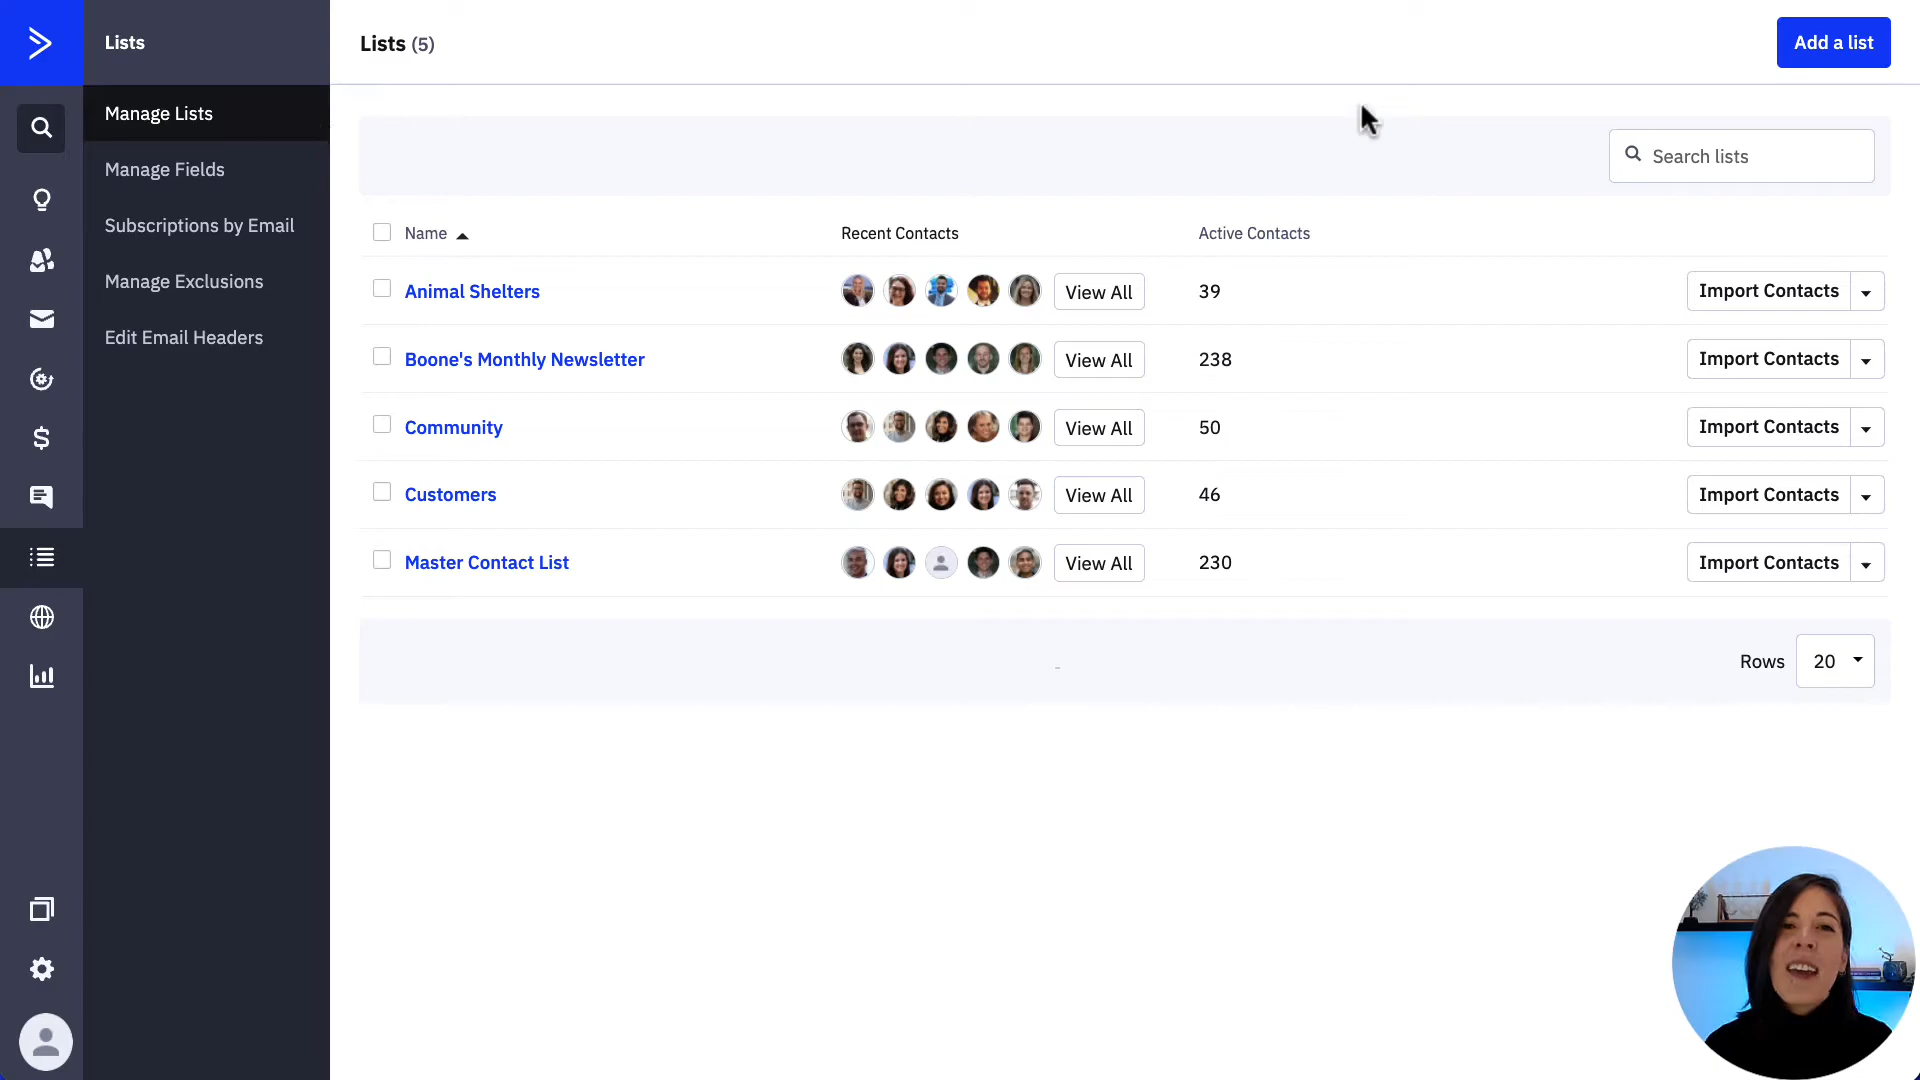 Lists
Manage Lists
Manage Fields
Subscriptions by Email
Manage Exclusions
Edit Email Headers
Lists (5)
Add a list
Search lists
Name Recent Contacts Active Contacts
Animal Shelters View All 39 Import Contacts
Boone's Monthly Newsletter View All 238 Import Contacts
Community View All 50 Import Contacts
Customers View All 46 Import Contacts
Master Contact List View All 230 Import Contacts
Rows 20